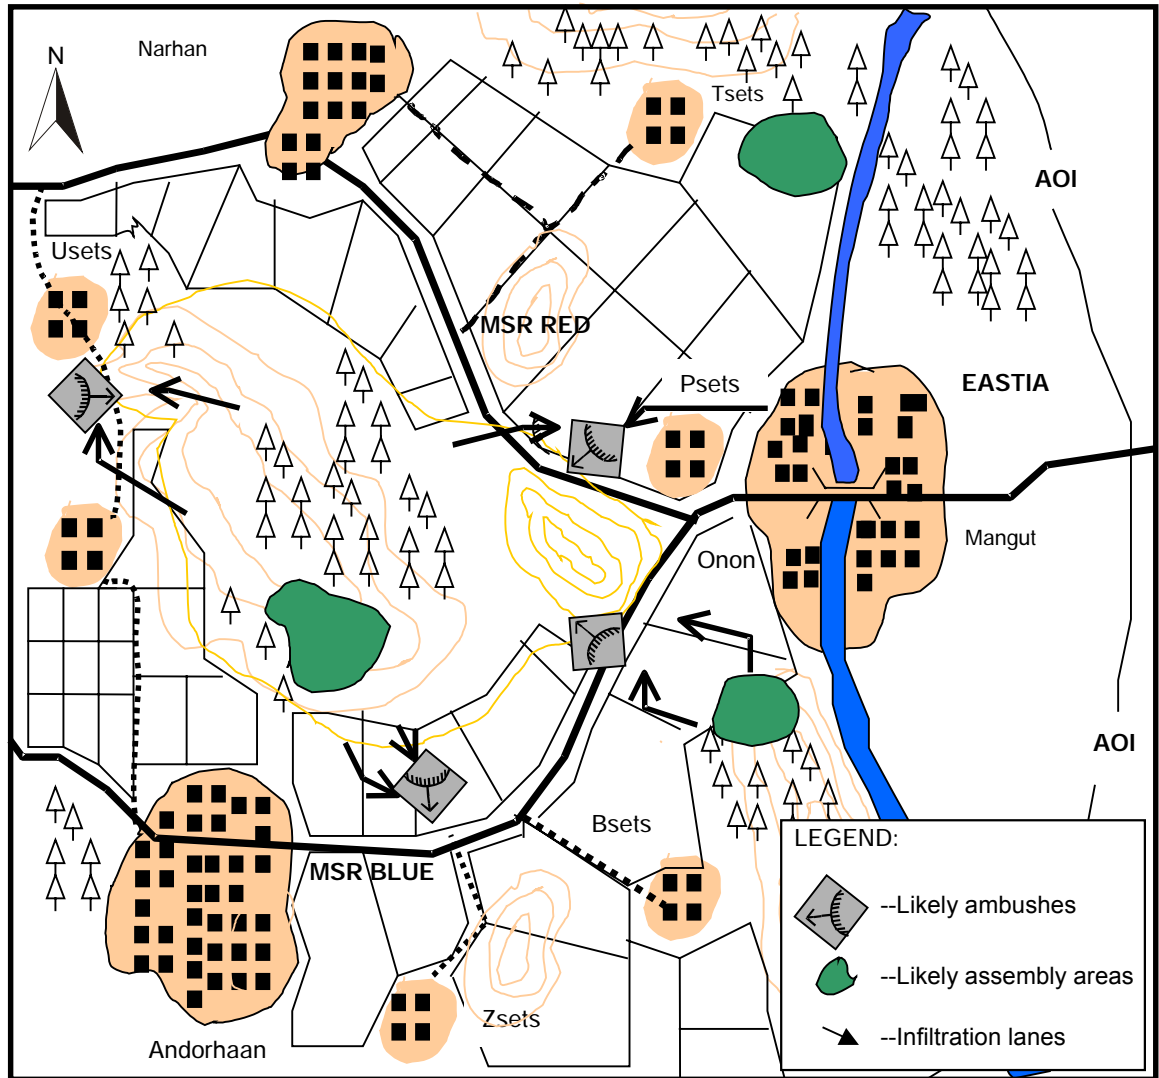 Narhan
N
Tsets
AOI
Usets
MSR RED
Psets
EASTIA
Mangut
Onon
AOI
Bsets
MSR BLUE
Zsets
Andorhaan
LEGEND:
--Likely ambushes
--Likely assembly areas
--Infiltration lanes